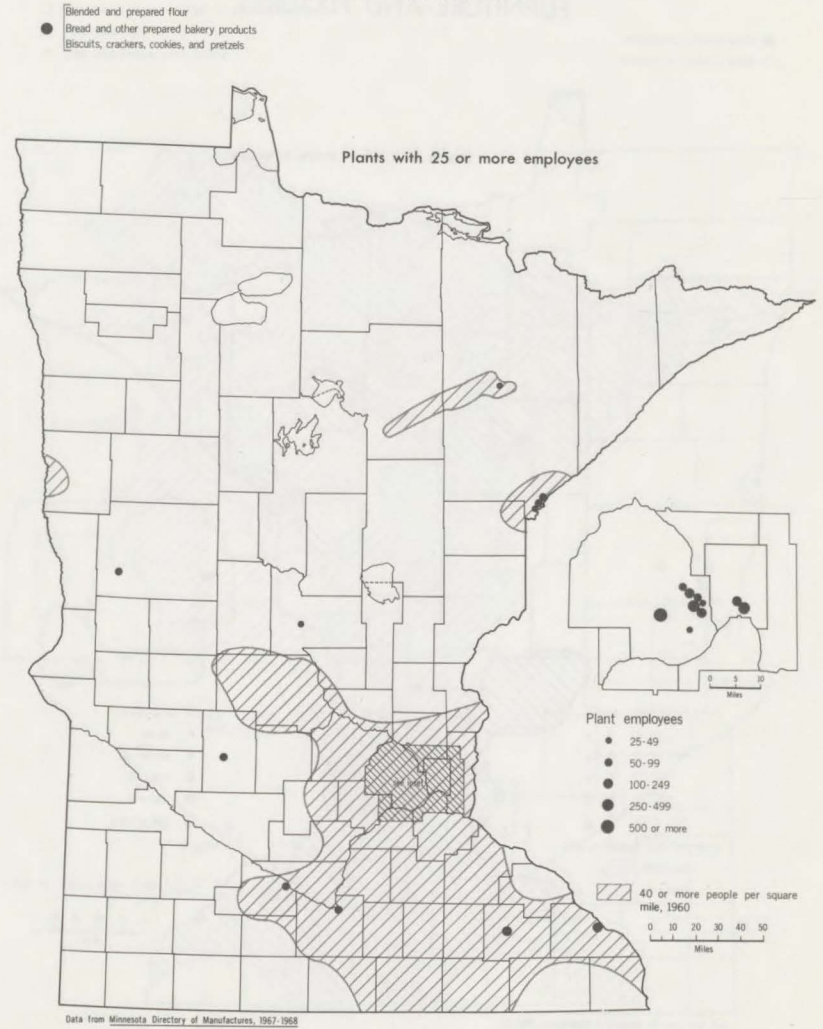 Blended and prepared flour
Bread and other prepared bakery products
Biscuits, crackers, cookies, and pretzels
Plants with 25 or more employees
see inset
0 5 10
Miles
Plant employees
25-49
50-99
100-249
250-499
500 or more
40 or more people per square
mile, 1960
0 10 20 30 40 50
Miles
Data from Minnesota Directory of Manufactures, 1967-1968